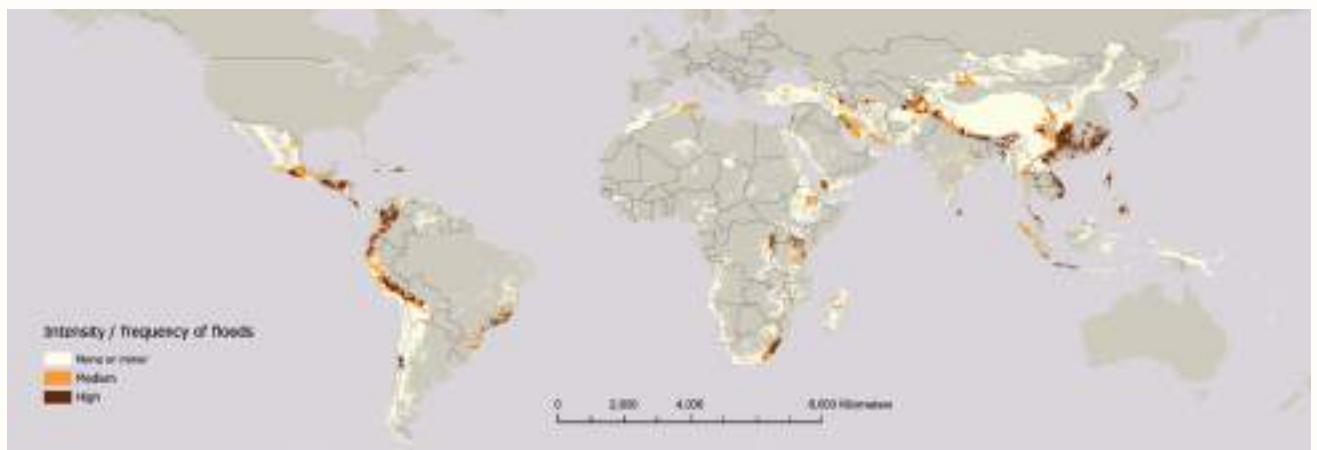 Intensity / frequency of floods
None or minor
Medium
High
0 2,000 4,000 8,000 Kilometers